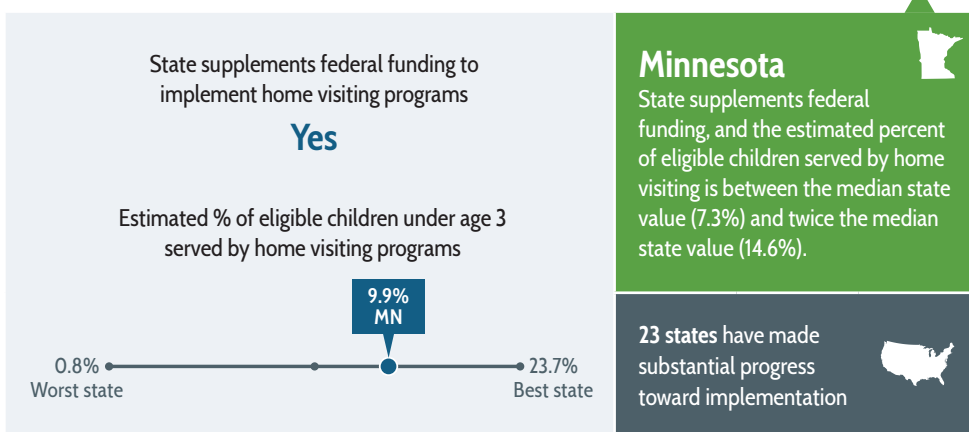 State supplements federal funding to
implement home visiting programs
Yes
Estimated % of eligible children under age 3
served by home visiting programs
9.9%
MN
0.8%
Worst state
23.7%
Best state
Minnesota
State supplements federal
funding, and the estimated percent
of eligible children served by home
visiting is between the median state
value (7.3%) and twice the median
state value (14.6%).
23 states have made
substantial progress
toward implementation